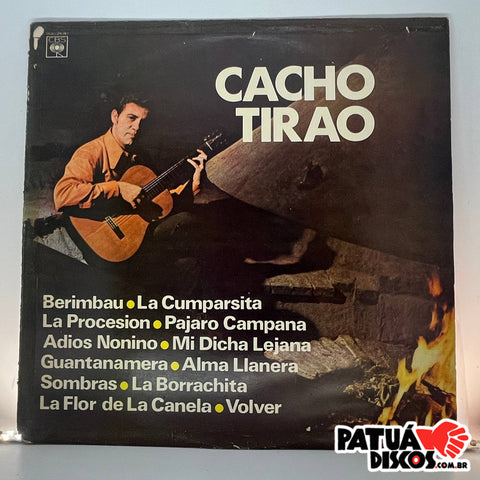 CBS
CACHO
TIRAO
Berimbau • La Cumparsita
La Procesion • Pajaro Campana
Adios Nonino • Mi Dicha Lejana
Guantanamera • Alma Llanera
Sombras • La Borrachita
La Flor de La Canela • Volver
PATUÁ
DISCOS.COM.BR